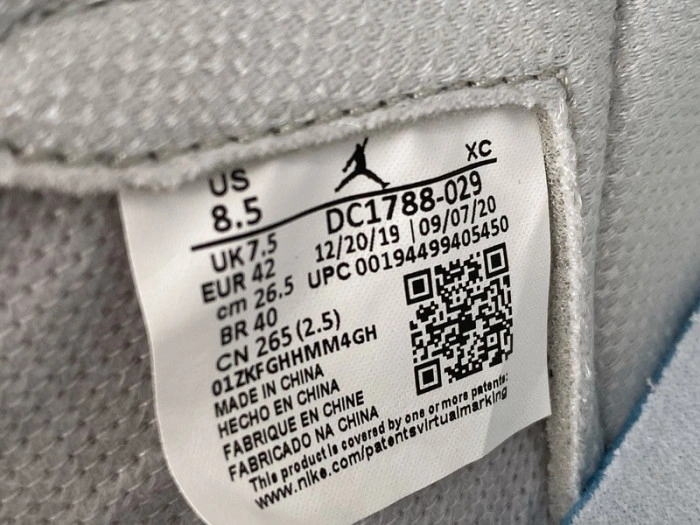 US
8.5
XC
DC1788-029
12/20/19 | 09/07/20
UPC 00194499405450
UK 7.5
EUR 42
cm 26.5
BR 40
CN 265 (2.5)
01ZKFGHHMM4GH
MADE IN CHINA
HECHO EN CHINA
FABRIQUE EN CHINE
FABRICADO NA CHINA
This product is covered by one or more patents:
www.nike.com/patentsvirtualmarking